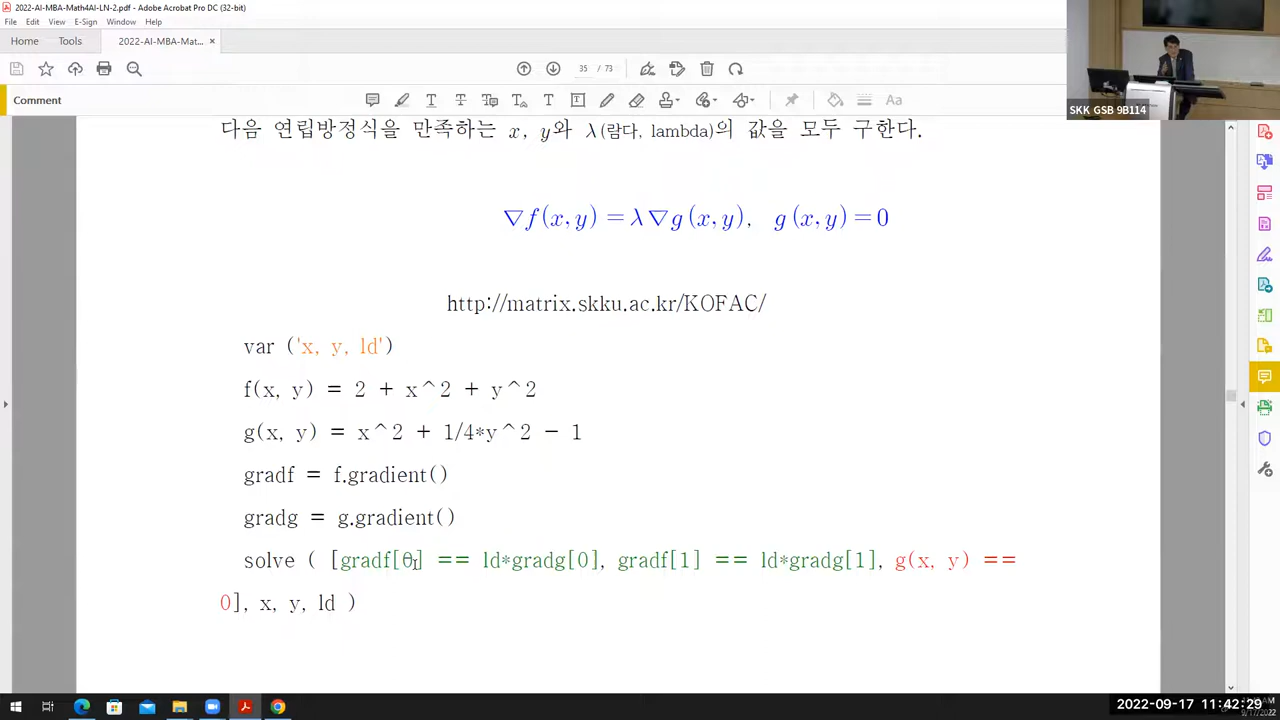 2022-AI-MBA-Math4AI-LN-2.pdf - Adobe Acrobat Pro DC (32-bit)
File Edit View E-Sign Window Help
Home Tools 2022-AI-MBA-Mat... ×
35 / 73
Comment
SKK GSB 9B114
다음 연립방정식을 만족하는 x, y와 λ(람다, lambda)의 값을 모두 구한다.
∇f(x, y) = λ∇g(x, y), g(x, y) = 0
http://matrix.skku.ac.kr/KOFAC/
var ('x, y, ld')
f(x, y) = 2 + x^2 + y^2
g(x, y) = x^2 + 1/4*y^2 - 1
gradf = f.gradient()
gradg = g.gradient()
solve ( [gradf[0] == ld*gradg[0], gradf[1] == ld*gradg[1], g(x, y) ==
0], x, y, ld )
2022-09-17 11:42:29